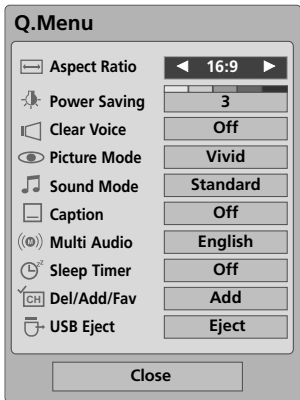 Q.Menu
Aspect Ratio ◀ 16:9 ▶
Power Saving 3
Clear Voice Off
Picture Mode Vivid
Sound Mode Standard
Caption Off
Multi Audio English
Sleep Timer Off
CH Del/Add/Fav Add
USB Eject Eject
Close